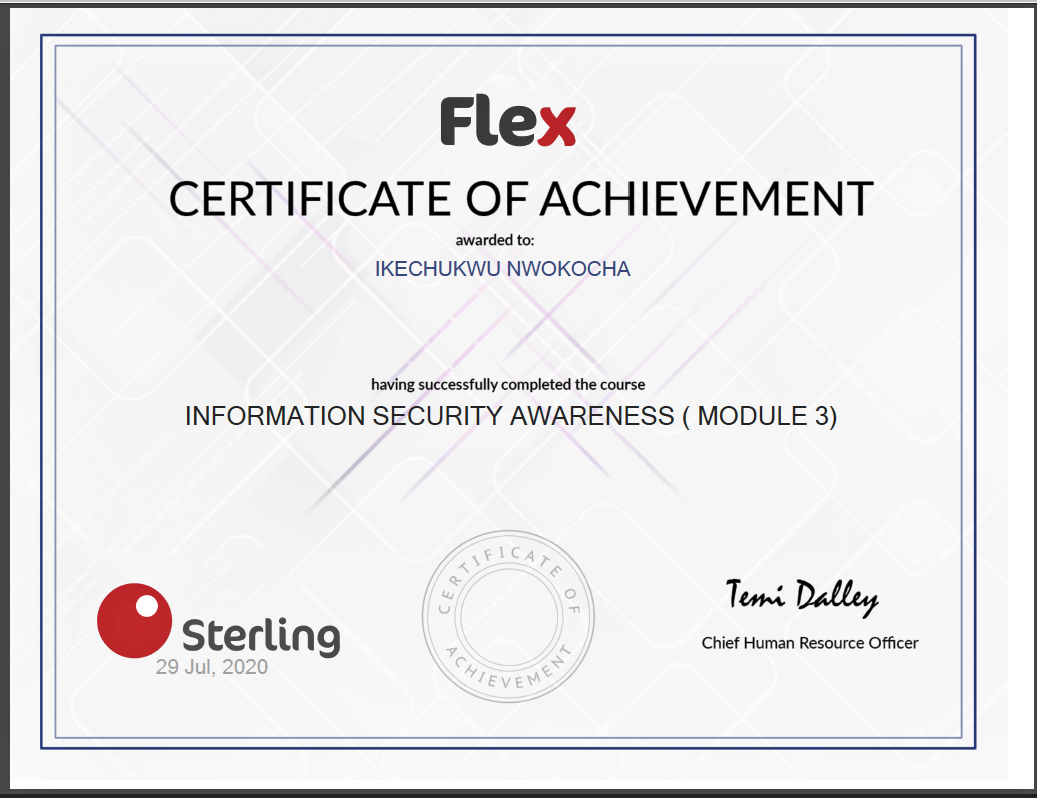 Flex
CERTIFICATE OF ACHIEVEMENT
awarded to:
IKECHUKWU NWOKOCHA
having successfully completed the course
INFORMATION SECURITY AWARENESS ( MODULE 3)
CERTIFICATE OF
ACHIEVEMENT
Sterling
29 Jul, 2020
Temi Dalley
Chief Human Resource Officer